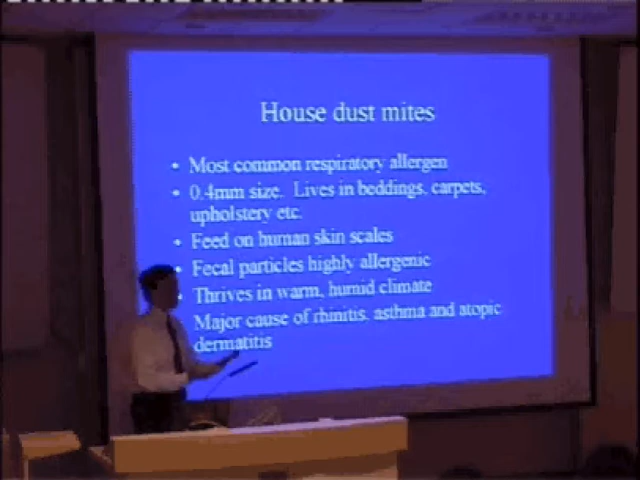 House dust mites
• Most common respiratory allergen
• 0.4mm size. Lives in beddings, carpets,
upholstery etc.
• Feed on human skin scales
• Fecal particles highly allergenic
• Thrives in warm, humid climate
Major cause of rhinitis, asthma and atopic
dermatitis